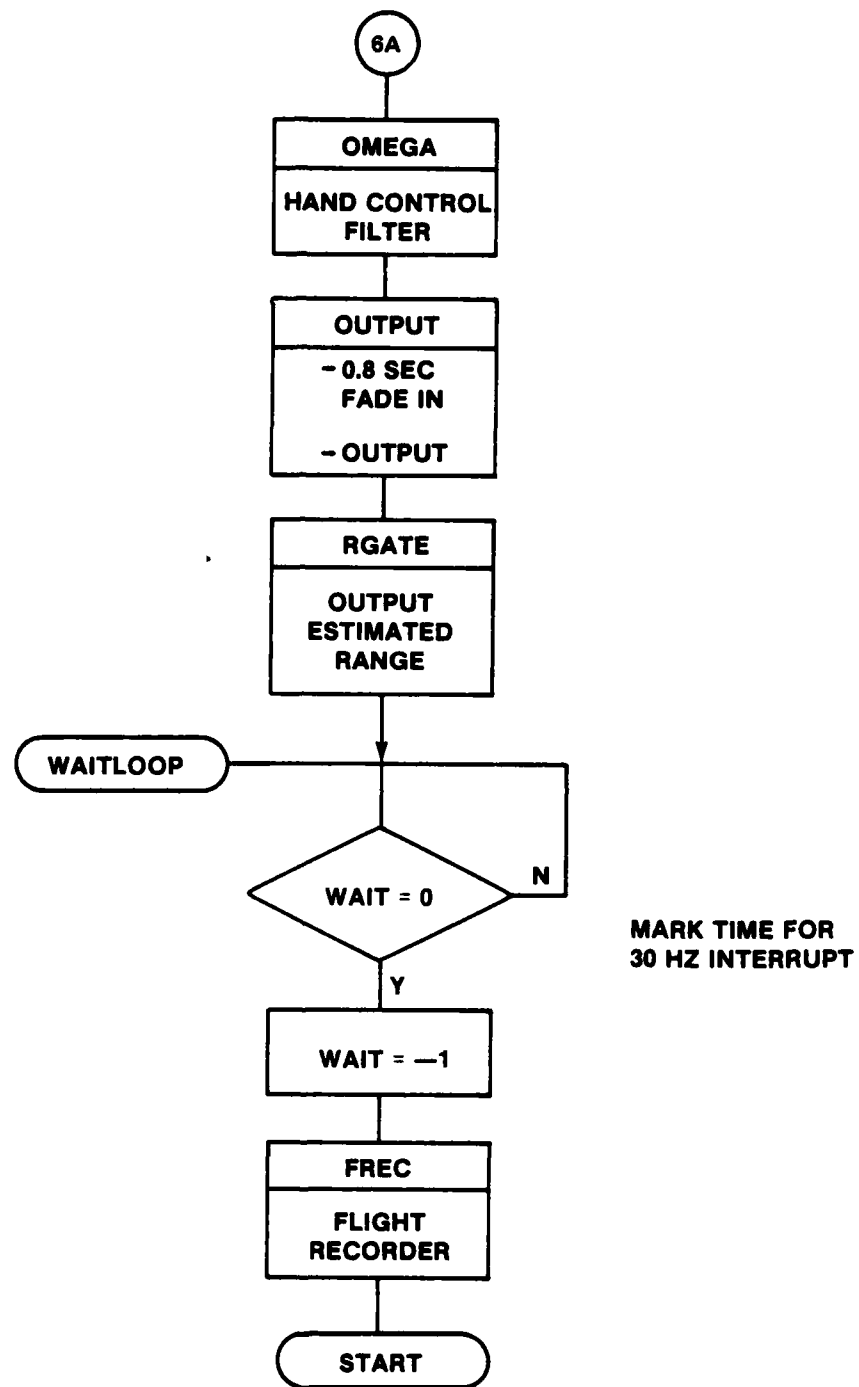 6A
OMEGA
HAND CONTROL
FILTER
OUTPUT
- 0.8 SEC
FADE IN
- OUTPUT
RGATE
OUTPUT
ESTIMATED
RANGE
WAITLOOP
WAIT = 0
N
MARK TIME FOR
30 HZ INTERRUPT
Y
WAIT = —1
FREC
FLIGHT
RECORDER
START